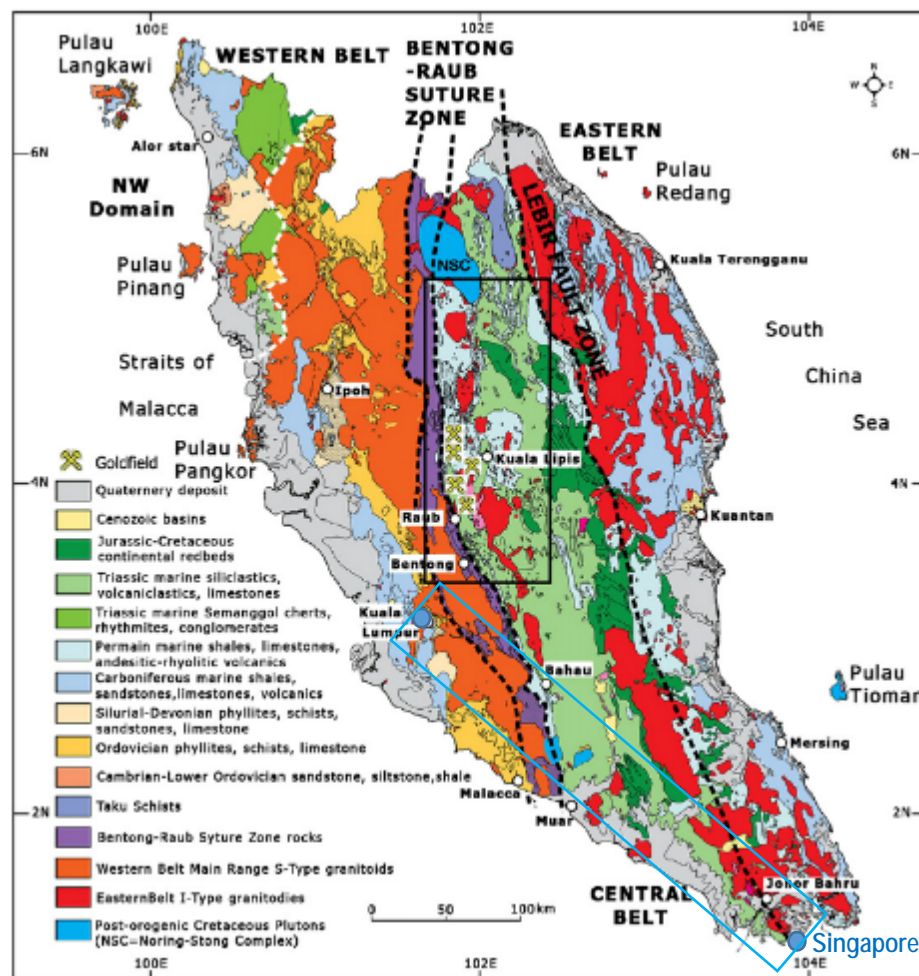 100E
102E
104E
Pulau
Langkawi
WESTERN BELT
BENTONG
-RAUB
SUTURE
ZONE
N
W E
S
Alor star
EASTERN
BELT
6N
6N
Pulau
Redang
NW
Domain
LEBIR FAULT ZONE
Kuala Terengganu
NSC
Pulau
Pinang
South
China
Sea
Straits of
Malacca
Ipoh
Pulau
Pangkor
Kuala Lipis
Goldfield
4N
4N
Quaternery deposit
Raub
Kuantan
Cenozoic basins
Jurassic-Cretaceous
continental redbeds
Bentong
Triassic marine siliclastics,
volcaniclastics, limestones
Kuala
Lumpur
Triassic marine Semanggol cherts,
rhythmites, conglomerates
Permain marine shales, limestones,
andesitic-rhyolitic volcanics
Bahau
Pulau
Tioman
Carboniferous marine shaies,
sandstones,limestones, volcanics
Silurial-Devonian phyllites, schists,
sandstones, limestone
Mersing
Ordovician phyllites, schists, limestone
Cambrian-Lower Ordovician sandstone, siltstone,shale
Malacca
2N
2N
Taku Schists
Muar
Bentong-Raub Syture Zone rocks
Western Belt Main Range S-Type granitoids
EasternBelt I-Type granitodies
CENTRAL
BELT
Johor Bahru
0 60 100km
Post-orogenic Cretaceous Plutons
(NSC=Noring-Stong Complex)
Singapore
100E
102E
104E